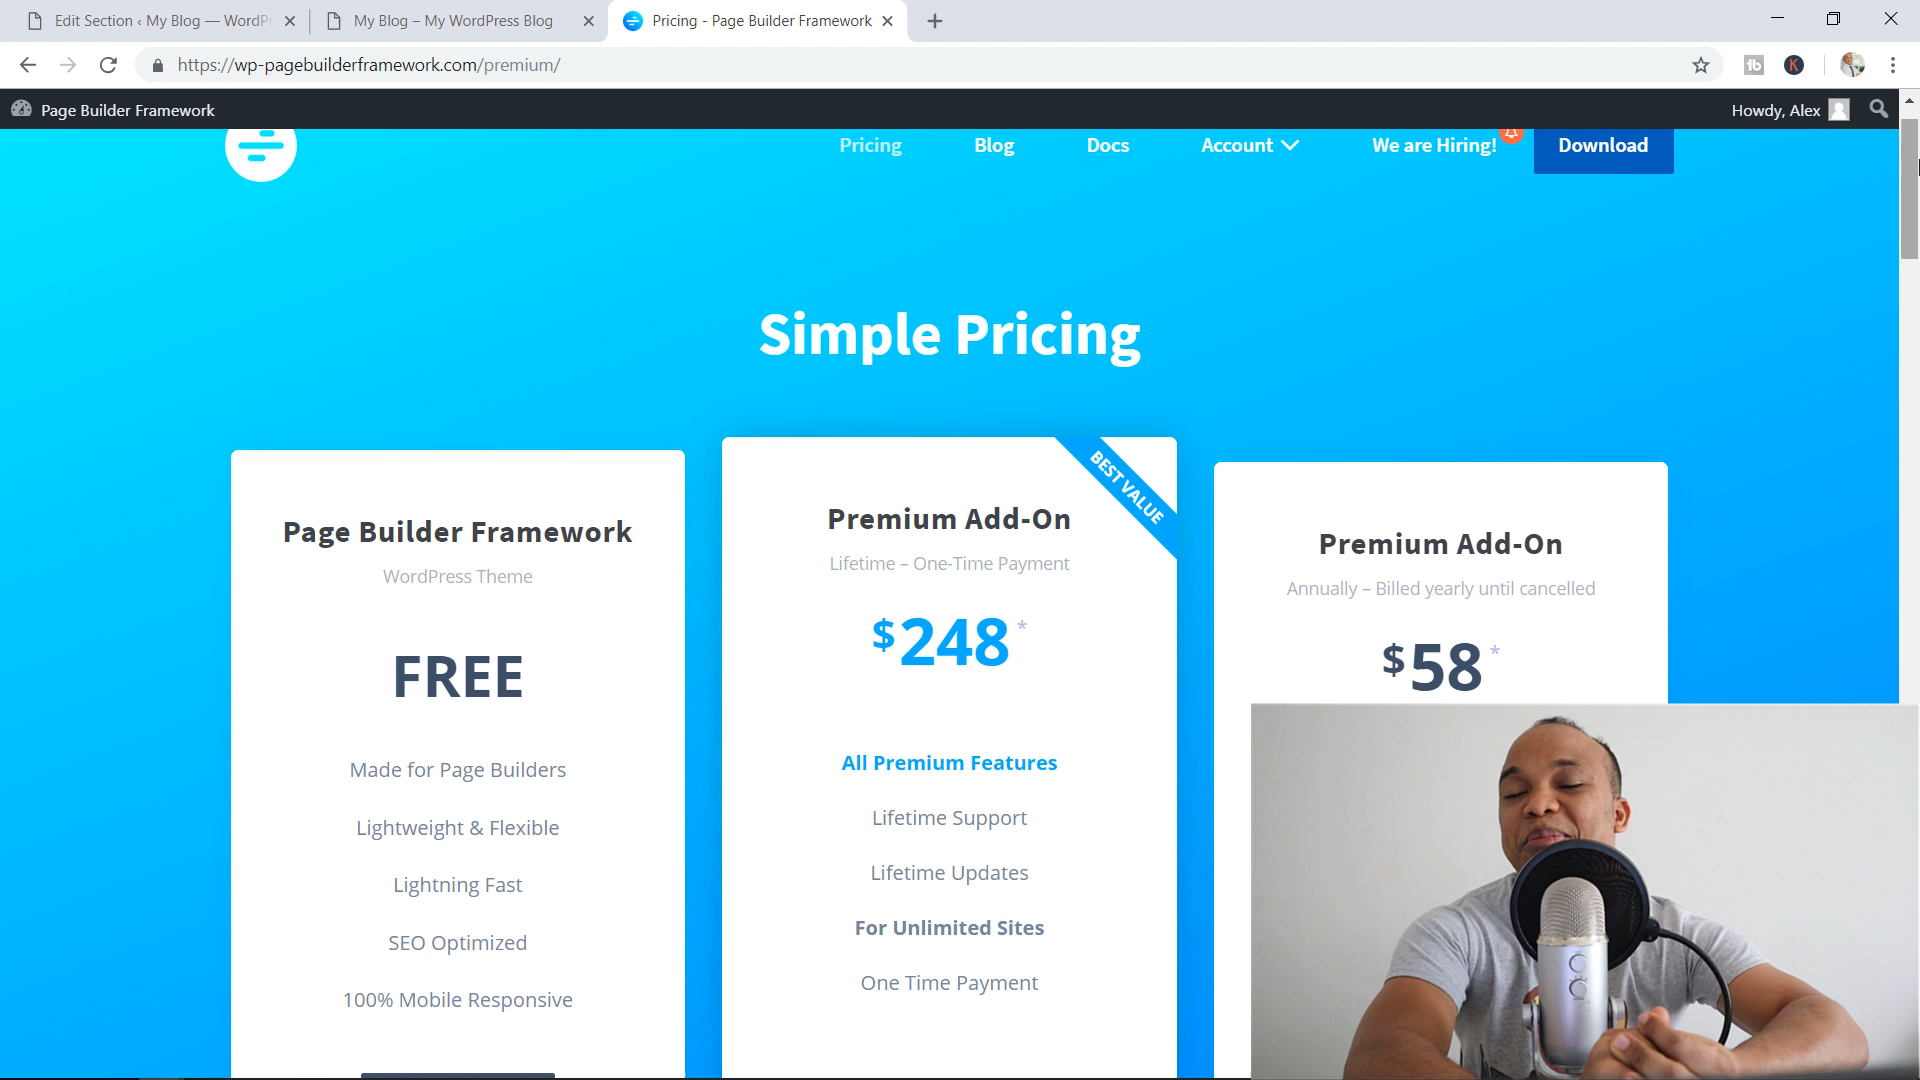 Edit Section ‹ My Blog — WordPr
My Blog – My WordPress Blog
Pricing - Page Builder Framework
https://wp-pagebuilderframework.com/premium/
Page Builder Framework
Howdy, Alex
Pricing
Blog
Docs
Account
We are Hiring!
Download
Simple Pricing
Page Builder Framework
WordPress Theme
FREE
Made for Page Builders
Lightweight & Flexible
Lightning Fast
SEO Optimized
100% Mobile Responsive
BEST VALUE
Premium Add-On
Lifetime – One-Time Payment
$248*
All Premium Features
Lifetime Support
Lifetime Updates
For Unlimited Sites
One Time Payment
Premium Add-On
Annually – Billed yearly until cancelled
$58*